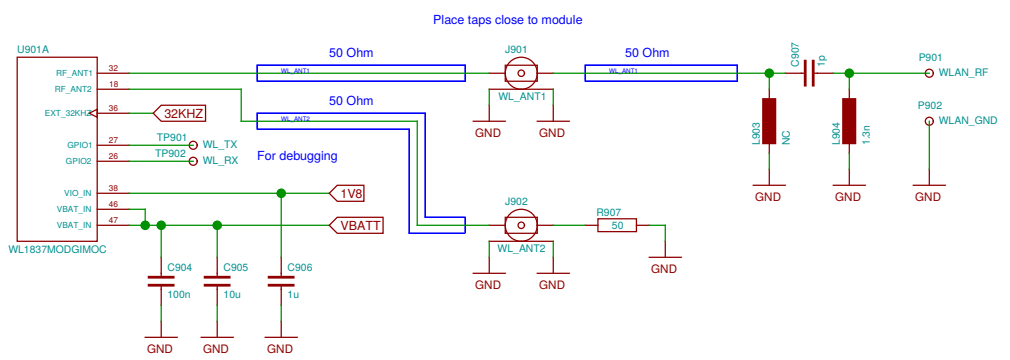 Place taps close to module
U901A
RF_ANT1
RF_ANT2
EXT_32KHZ
GPIO1
GPIO2
VIO_IN
VBAT_IN
VBAT_IN
WL1837MODGIMOC
32
18
36
27
26
38
46
47
50 Ohm
WL_ANT1
50 Ohm
WL_ANT2
32KHZ
TP901
WL_TX
TP902
WL_RX
For debugging
1V8
VBATT
C904
100n
GND
C905
10u
GND
C906
1u
GND
J901
WL_ANT1
GND
GND
50 Ohm
WL_ANT1
J902
WL_ANT2
GND
GND
R907
50
GND
C907
1p
L903
NC
GND
L904
1.3n
GND
P901
WLAN_RF
P902
WLAN_GND
GND